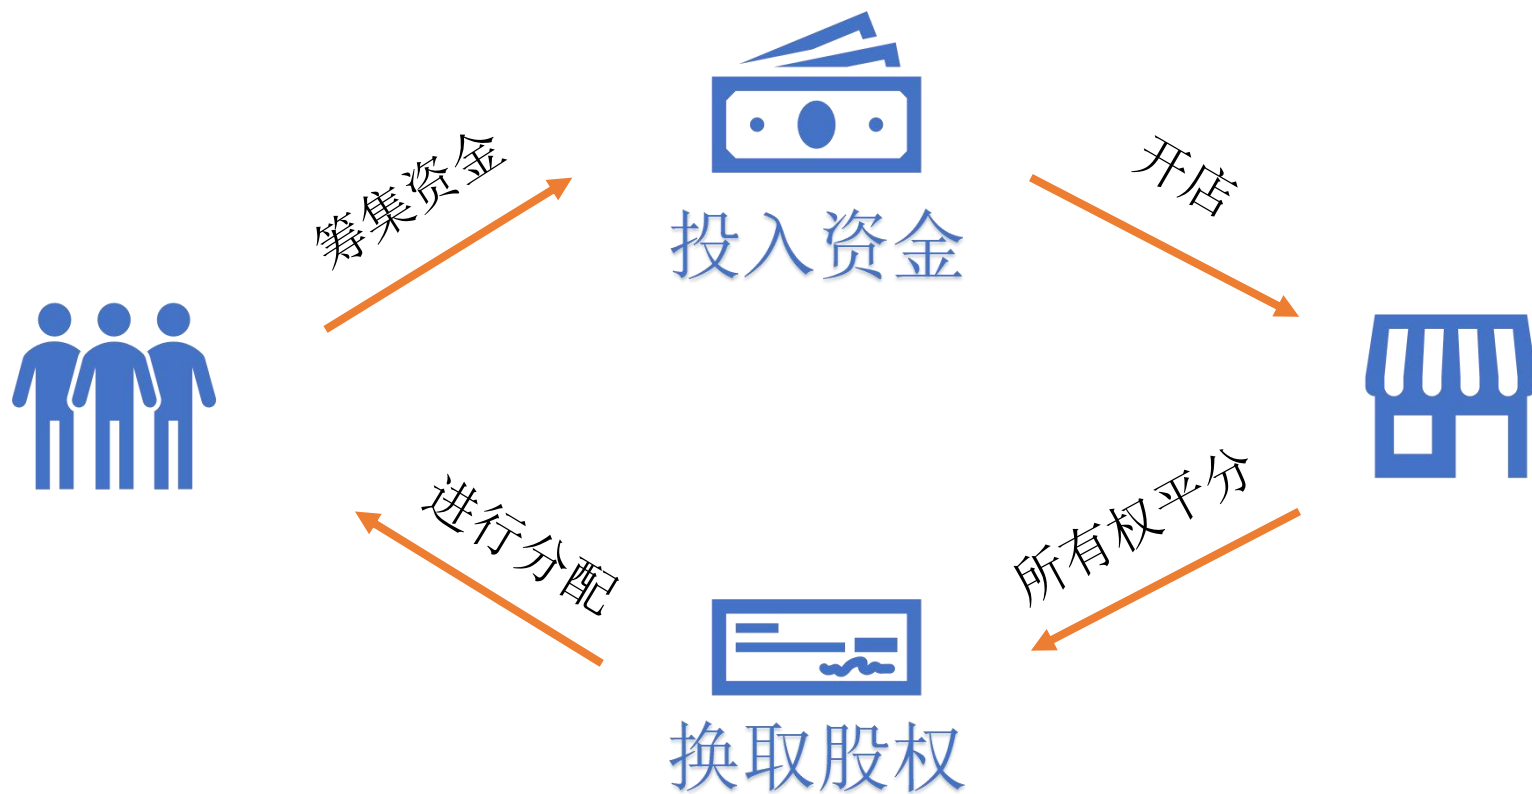 筹集资金
投入资金
开店
所有权平分
换取股权
进行分配